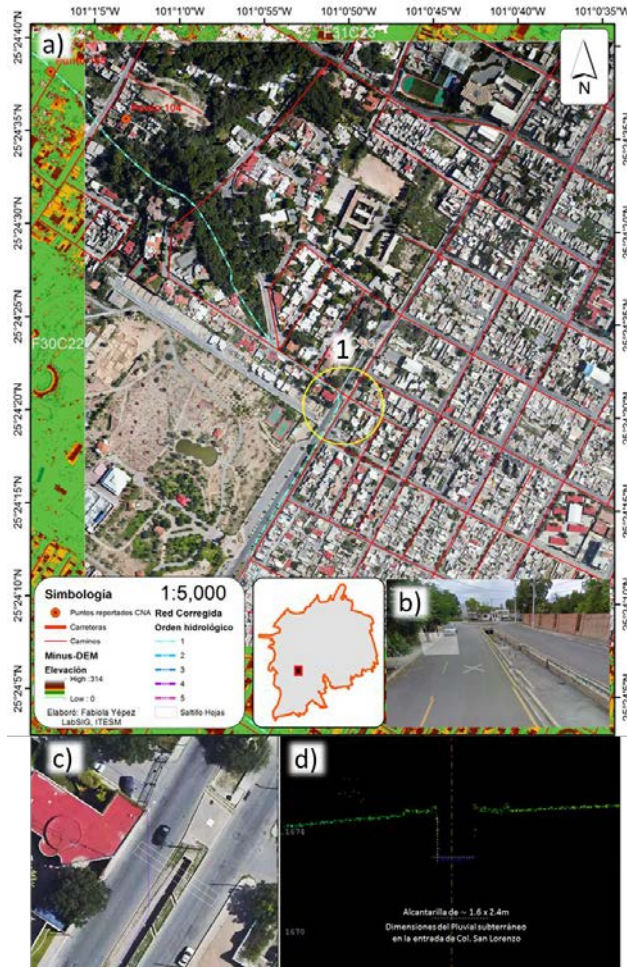 101°1'5"O
101°1'0"O
101°0'55"O
101°0'50"O
101°0'45"O
101°0'40"O
101°0'35"O
a)
F31C23
N
25°24'40"N
25°24'35"N
25°24'30"N
25°24'25"N
25°24'20"N
25°24'15"N
25°24'10"N
25°24'5"N
F30C22
1
Simbología
1:5,000
Puntos reportados CNA
Carreteras
Caminos
Minus-DEM
Elevación
High :314
Low : 0
Elaboró: Fabiola Yépez
LabSIG, ITESM
Red Corregida
Orden hidrológico
1
2
3
4
5
Saltillo Hojas
b)
c)
d)
1674
1670
Alcantarilla de ~ 1.6 x 2.4m
Dimensiones del Pluvial subterráneo
en la entrada de Col. San Lorenzo